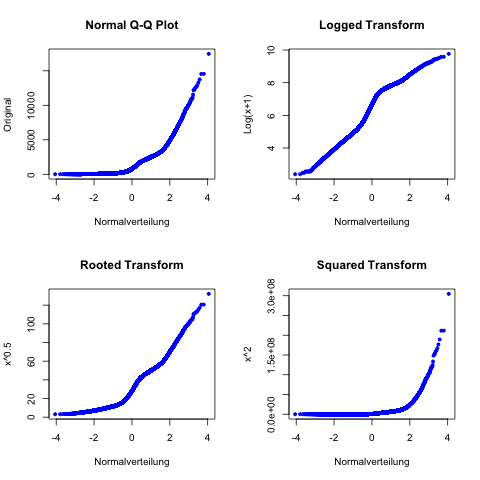 Normal Q-Q Plot
Original
0
5000
10000
-4
-2
0
2
4
Normalverteilung
Logged Transform
Log(x+1)
4
6
8
10
-4
-2
0
2
4
Normalverteilung
Rooted Transform
x^0.5
0
20
60
100
-4
-2
0
2
4
Normalverteilung
Squared Transform
x^2
0.0e+00
1.5e+08
3.0e+08
-4
-2
0
2
4
Normalverteilung